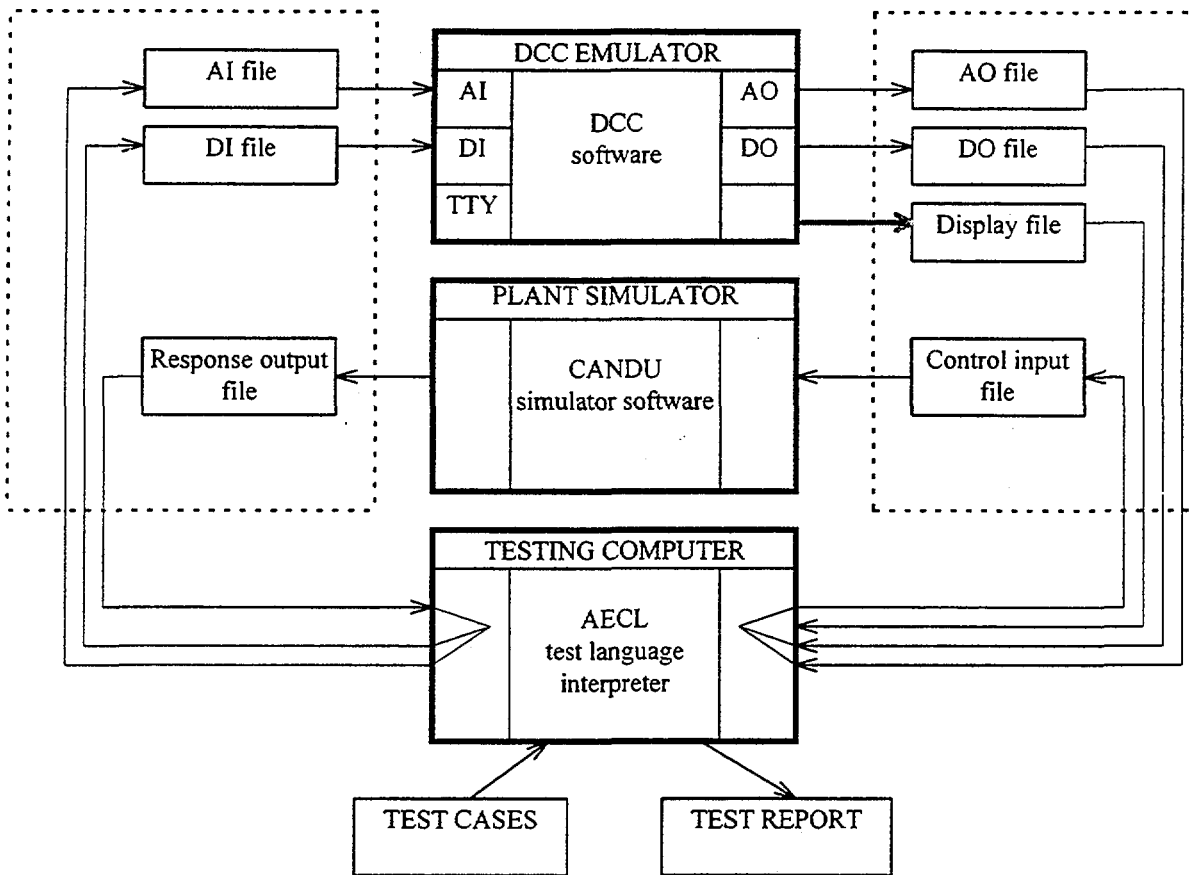 DCC EMULATOR
AI file
AI
AO
AO file
DCC
software
DI file
DI
DO
DO file
TTY
Display file
PLANT SIMULATOR
Response output
file
CANDU
simulator software
Control input
file
TESTING COMPUTER
AECL
test language
interpreter
TEST CASES
TEST REPORT